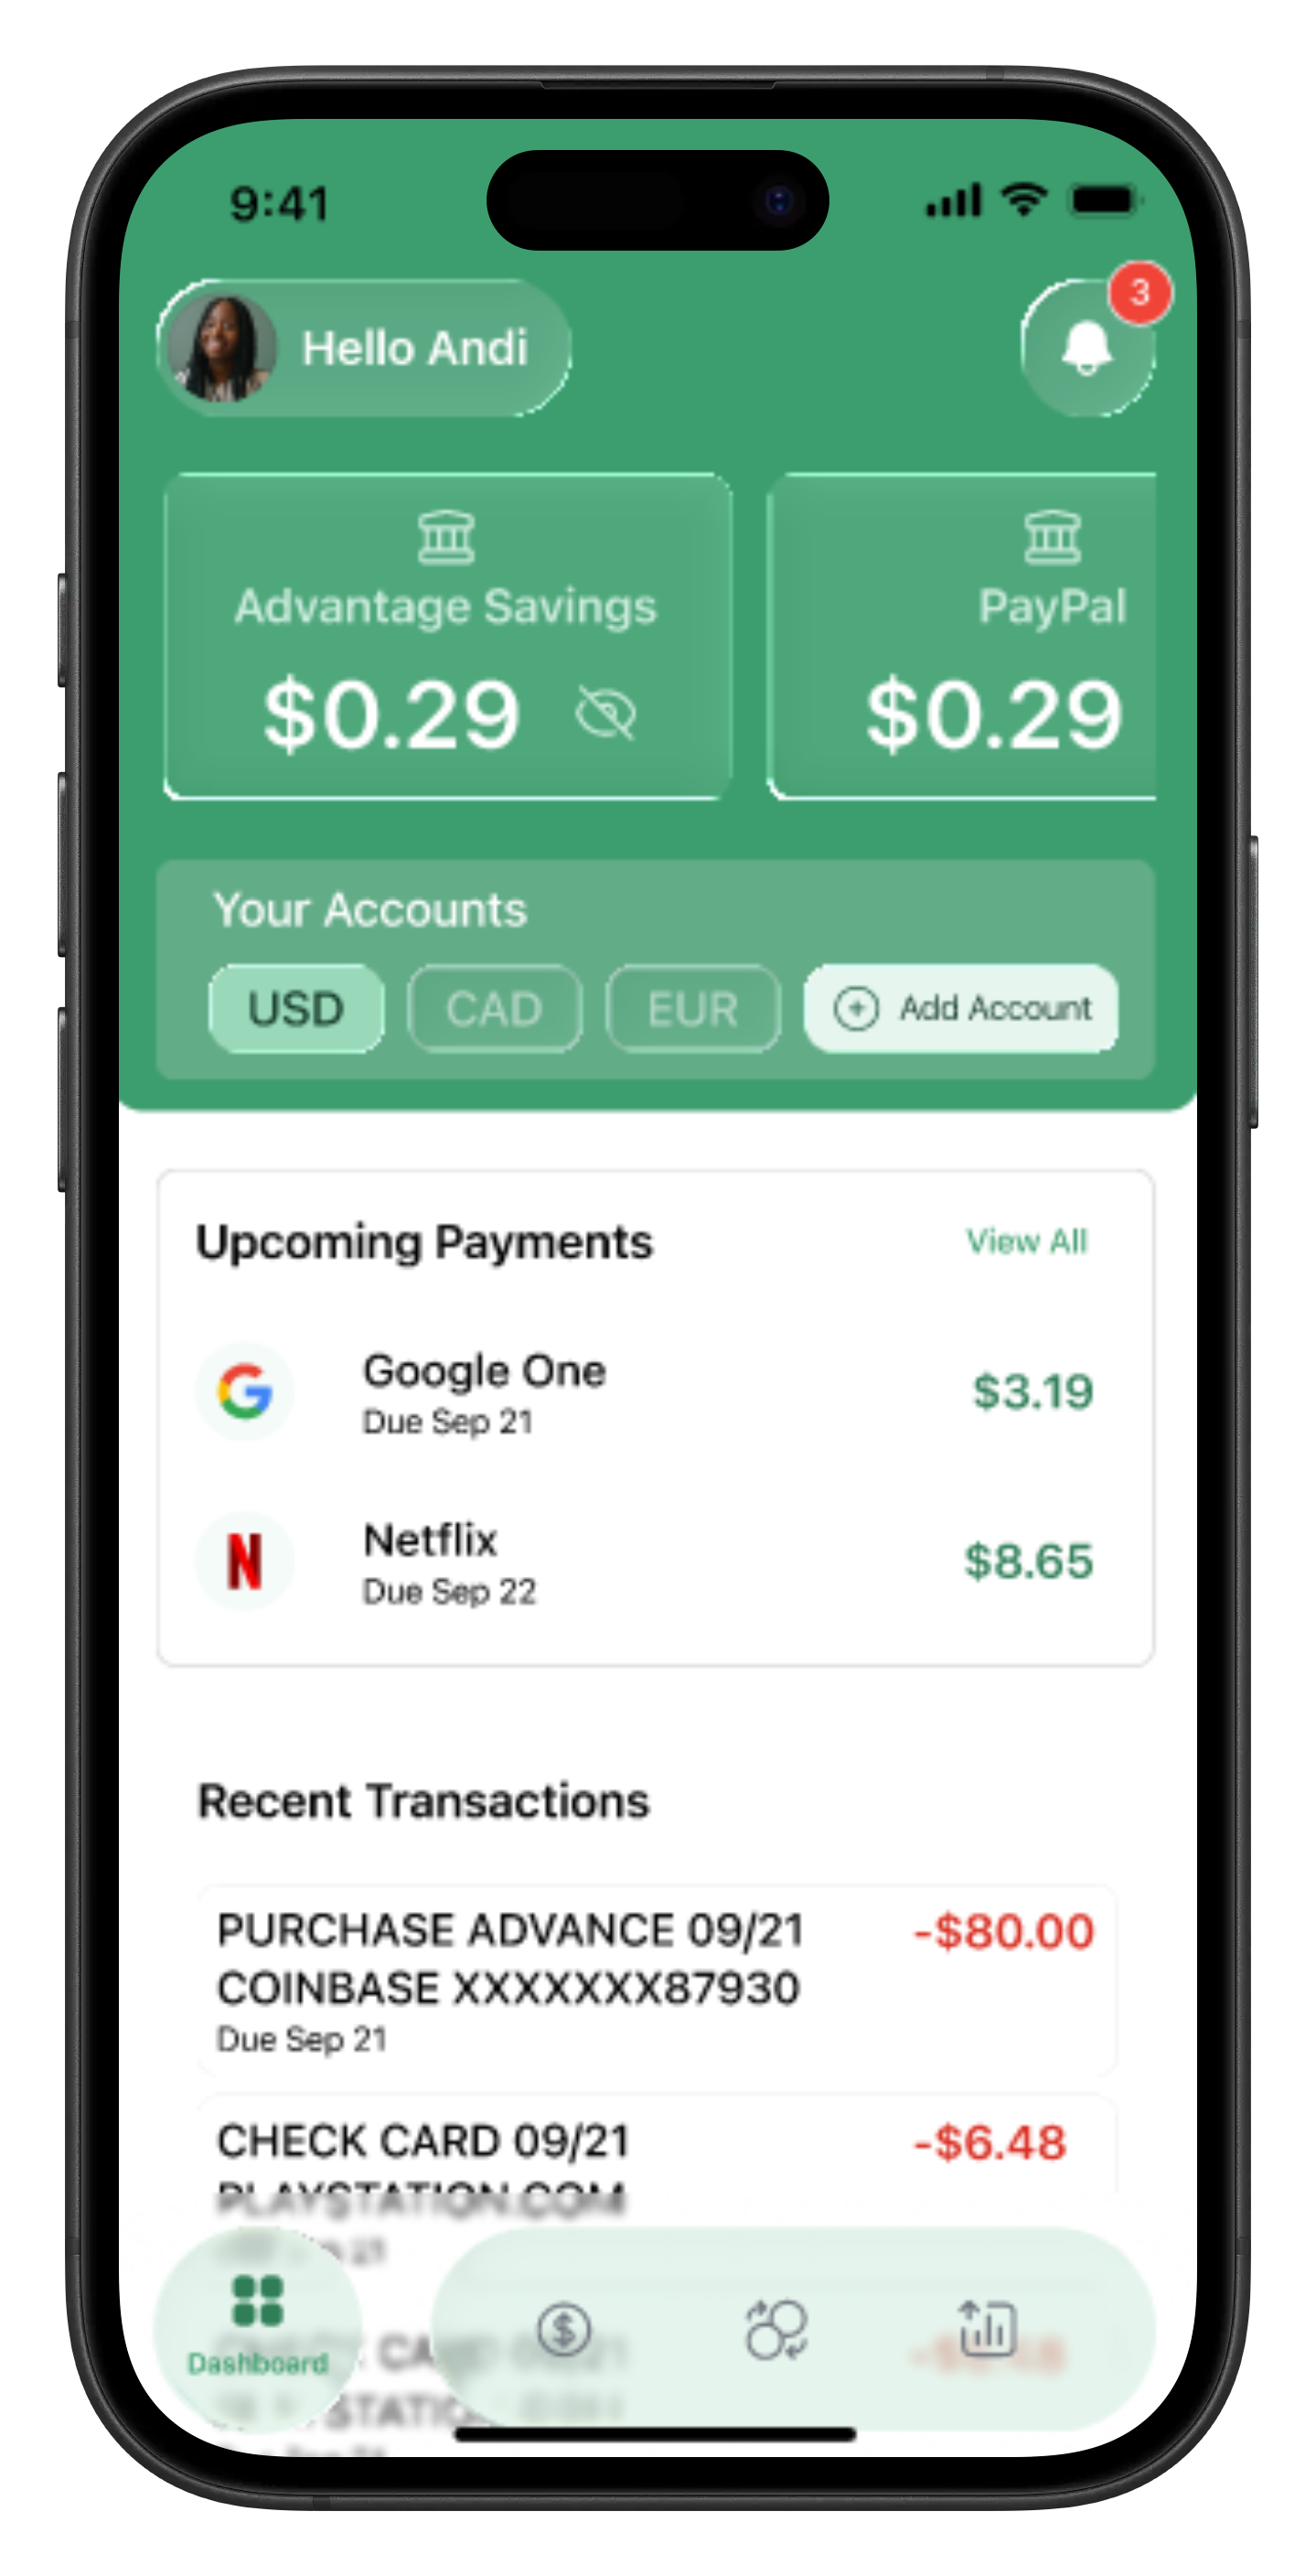 9:41
3
Hello Andi
Advantage Savings
PayPal
$0.29
$0.29
Your Accounts
USD
CAD
EUR
Add Account
Upcoming Payments
View All
Google One
$3.19
Due Sep 21
Netflix
$8.65
Due Sep 22
Recent Transactions
PURCHASE ADVANCE 09/21
-$80.00
COINBASE XXXXXXX87930
Due Sep 21
CHECK CARD 09/21
-$6.48
PLAYSTATION.COM
Dashboard